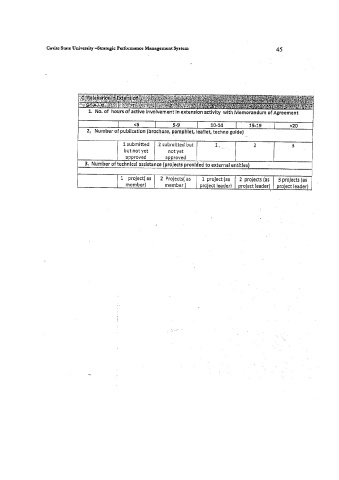 Cavite State University –Strategic Performance Management System 45
C.
1. No. of hours of active involvement in extension activity with Memorandum of Agreement
<5 5-9 10-14 15-19 >20
2. Number of publication (brochure, pamphlet, leaflet, techno guide)
1 submitted 2 submitted but 1 2 3
but not yet not yet
approved approved
3. Number of technical assistance (projects provided to external entities)
1 project( as 2 Projects( as 1 project (as 2 projects (as 3 projects (as
member) member ) project leader) project leader) project leader)